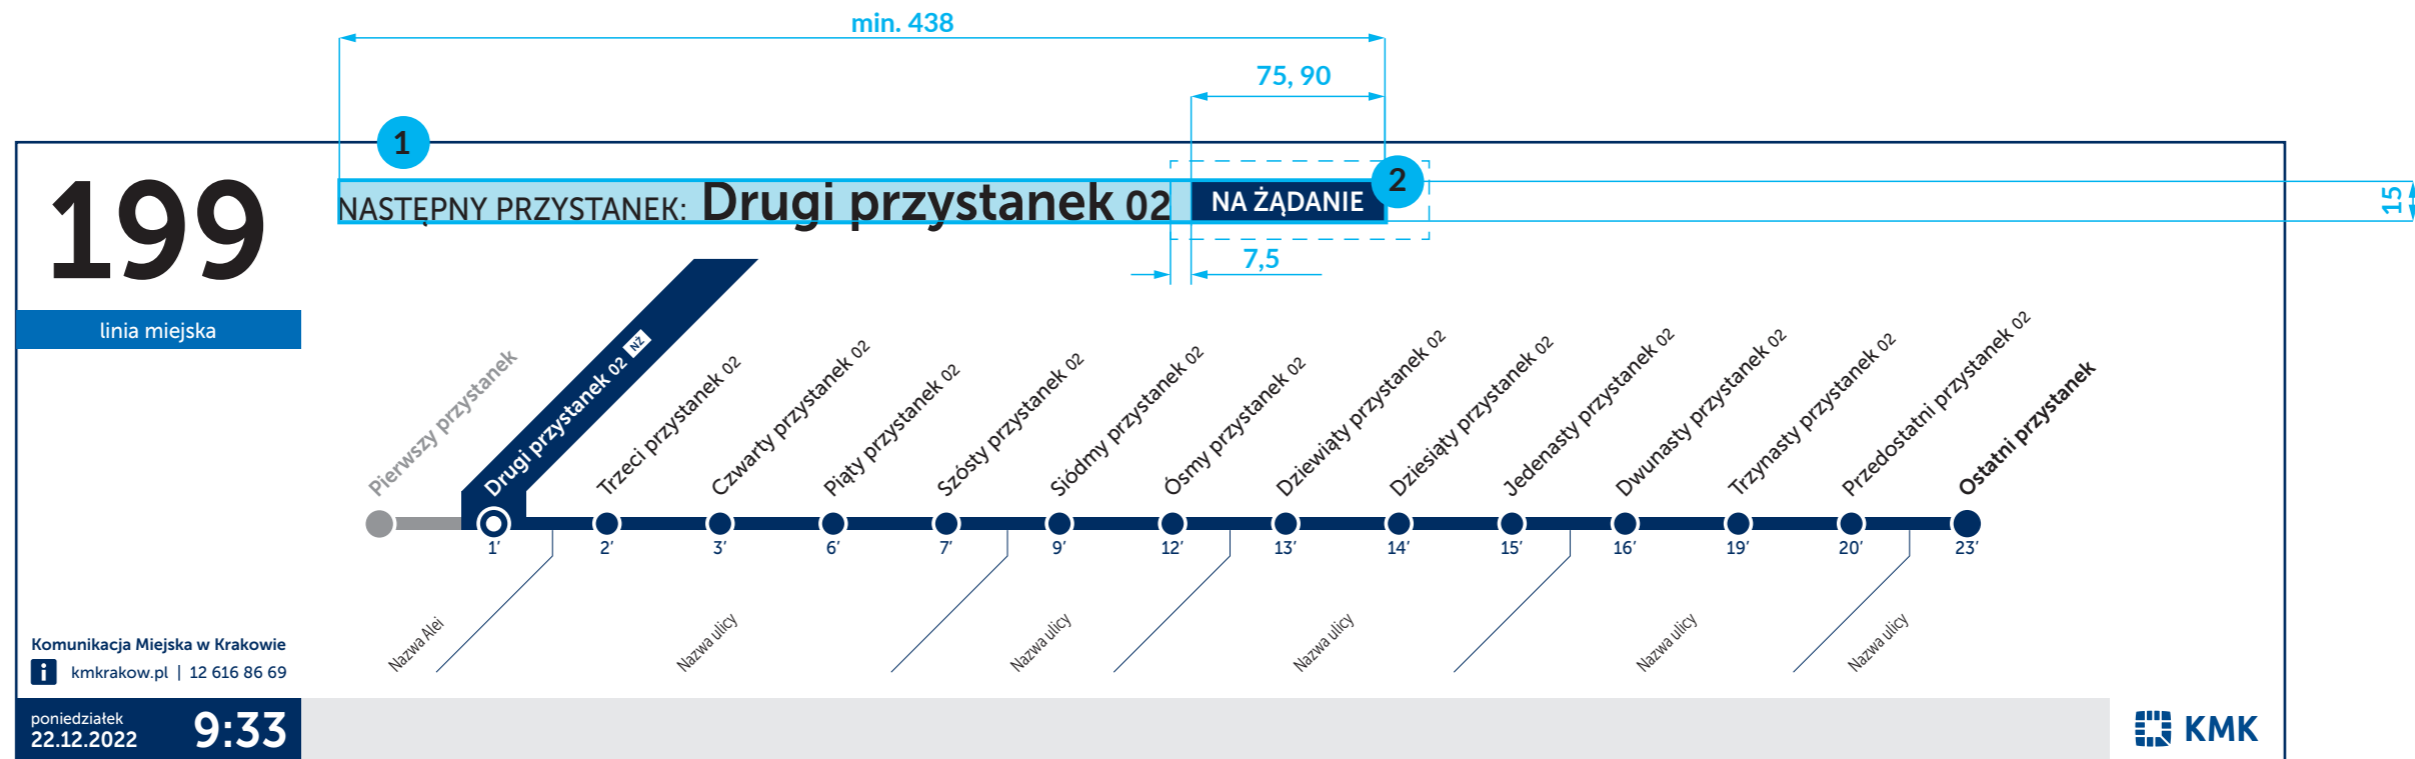 min. 438
75, 90
1
2
199
NASTĘPNY PRZYSTANEK: Drugi przystanek 02
NA ŻĄDANIE
15
7,5
linia miejska
Pierwszy przystanek
Drugi przystanek 02 NŻ
Trzeci przystanek 02
Czwarty przystanek 02
Piąty przystanek 02
Szósty przystanek 02
Siódmy przystanek 02
Ósmy przystanek 02
Dziewiąty przystanek 02
Dziesiąty przystanek 02
Jedenasty przystanek 02
Dwunasty przystanek 02
Trzynasty przystanek 02
Przedostatni przystanek 02
Ostatni przystanek
1′ 2′ 3′ 6′ 7′ 9′ 12′ 13′ 14′ 15′ 16′ 19′ 20′ 23′
Nazwa Alei
Nazwa ulicy
Nazwa ulicy
Nazwa ulicy
Nazwa ulicy
Nazwa ulicy
Komunikacja Miejska w Krakowie
i kmkrakow.pl | 12 616 86 69
poniedziałek
22.12.2022
9:33
KMK